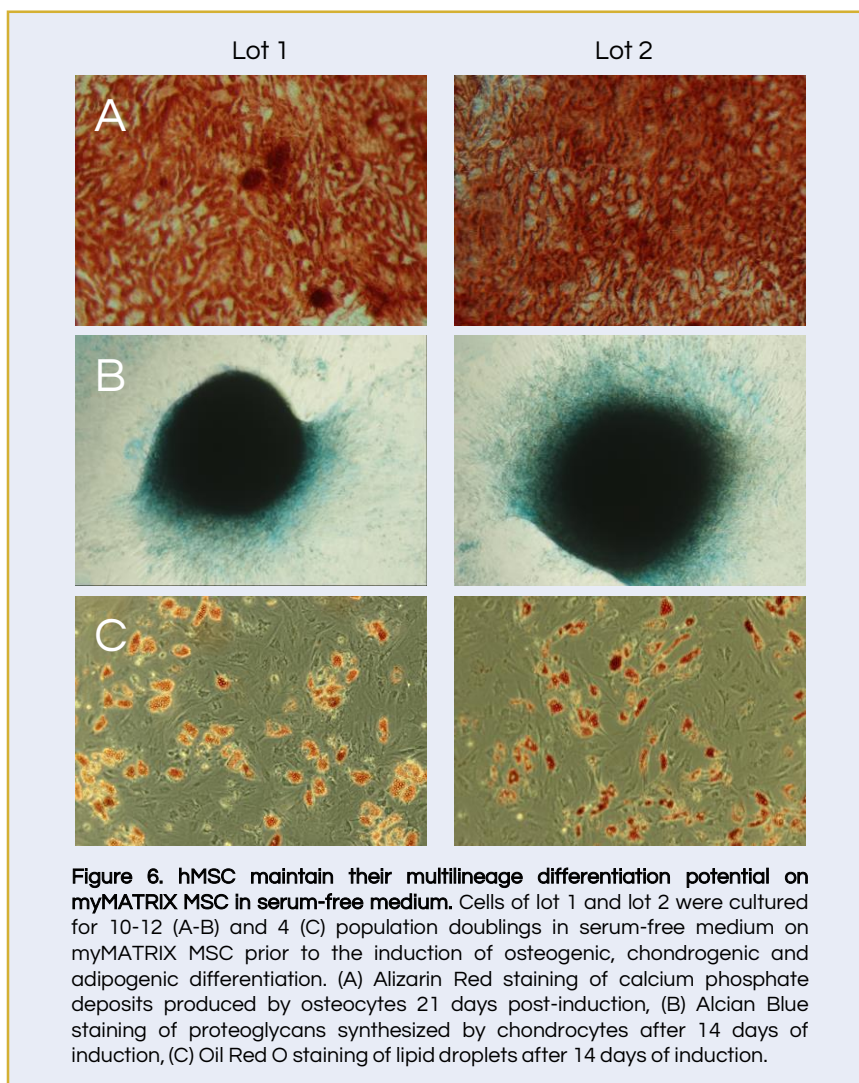 Lot 1 Lot 2
A
B
C
Figure 6. hMSC maintain their multilineage differentiation potential on
myMATRIX MSC in serum-free medium. Cells of lot 1 and lot 2 were cultured
for 10-12 (A-B) and 4 (C) population doublings in serum-free medium on
myMATRIX MSC prior to the induction of osteogenic, chondrogenic and
adipogenic differentiation. (A) Alizarin Red staining of calcium phosphate
deposits produced by osteocytes 21 days post-induction, (B) Alcian Blue
staining of proteoglycans synthesized by chondrocytes after 14 days of
induction, (C) Oil Red O staining of lipid droplets after 14 days of induction.